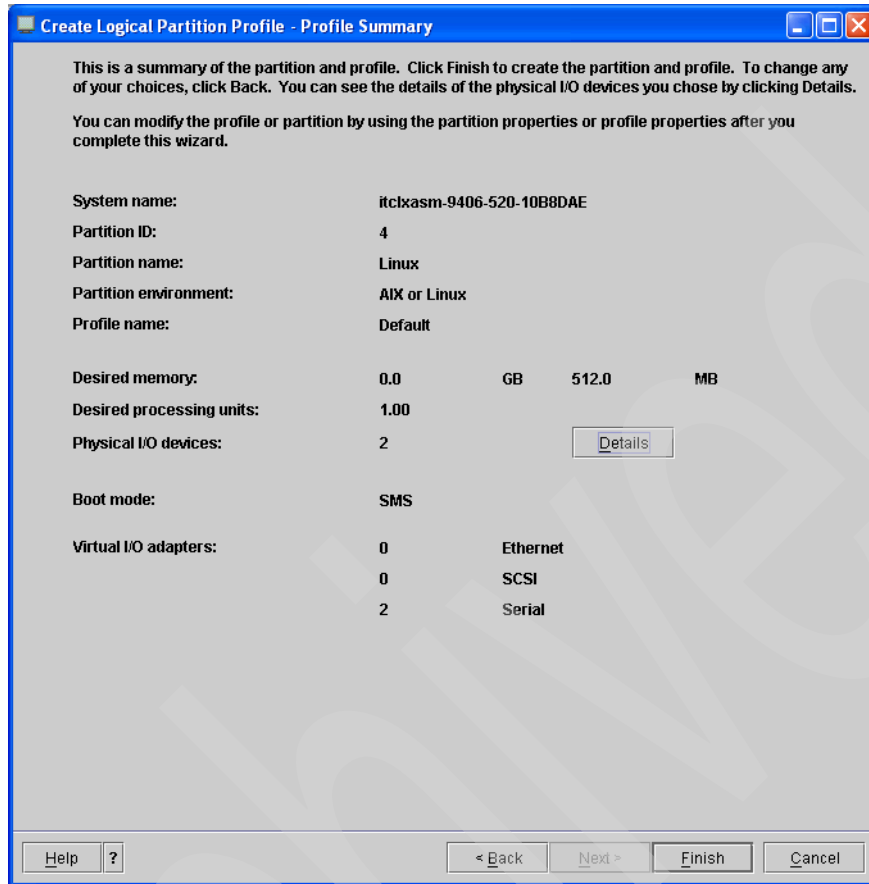 Create Logical Partition Profile - Profile Summary
This is a summary of the partition and profile. Click Finish to create the partition and profile. To change any
of your choices, click Back. You can see the details of the physical I/O devices you chose by clicking Details.
You can modify the profile or partition by using the partition properties or profile properties after you
complete this wizard.
System name: itclxasm-9406-520-10B8DAE
Partition ID: 4
Partition name: Linux
Partition environment: AIX or Linux
Profile name: Default
Desired memory: 0.0 GB 512.0 MB
Desired processing units: 1.00
Physical I/O devices: 2 Details
Boot mode: SMS
Virtual I/O adapters: 0 Ethernet
0 SCSI
2 Serial
Help ? < Back Next > Finish Cancel